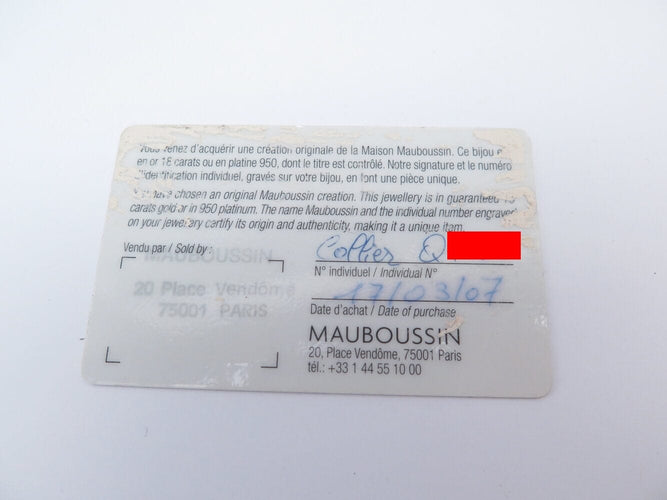 Vous venez d'acquérir une création originale de la Maison Mauboussin. Ce bijou
en or 18 carats ou en platine 950, dont le titre est contrôlé. Notre signature et le numéro
d'identification individuel, gravés sur votre bijou, en font une pièce unique.
have chosen an original Mauboussin creation. This jewellery is in guaranteed 18
carats gold or in 950 platinum. The name Mauboussin and the individual number engraved
on your jewellery certify its origin and authenticity, making it a unique item.
Vendu par / Sold by :
MAUBOUSSIN
20 Place Vendôme
75001 PARIS
Collier Q
N° individuel / Individual N°
17/03/07
Date d'achat / Date of purchase
MAUBOUSSIN
20, Place Vendôme, 75001 Paris
tél.: +33 1 44 55 10 00